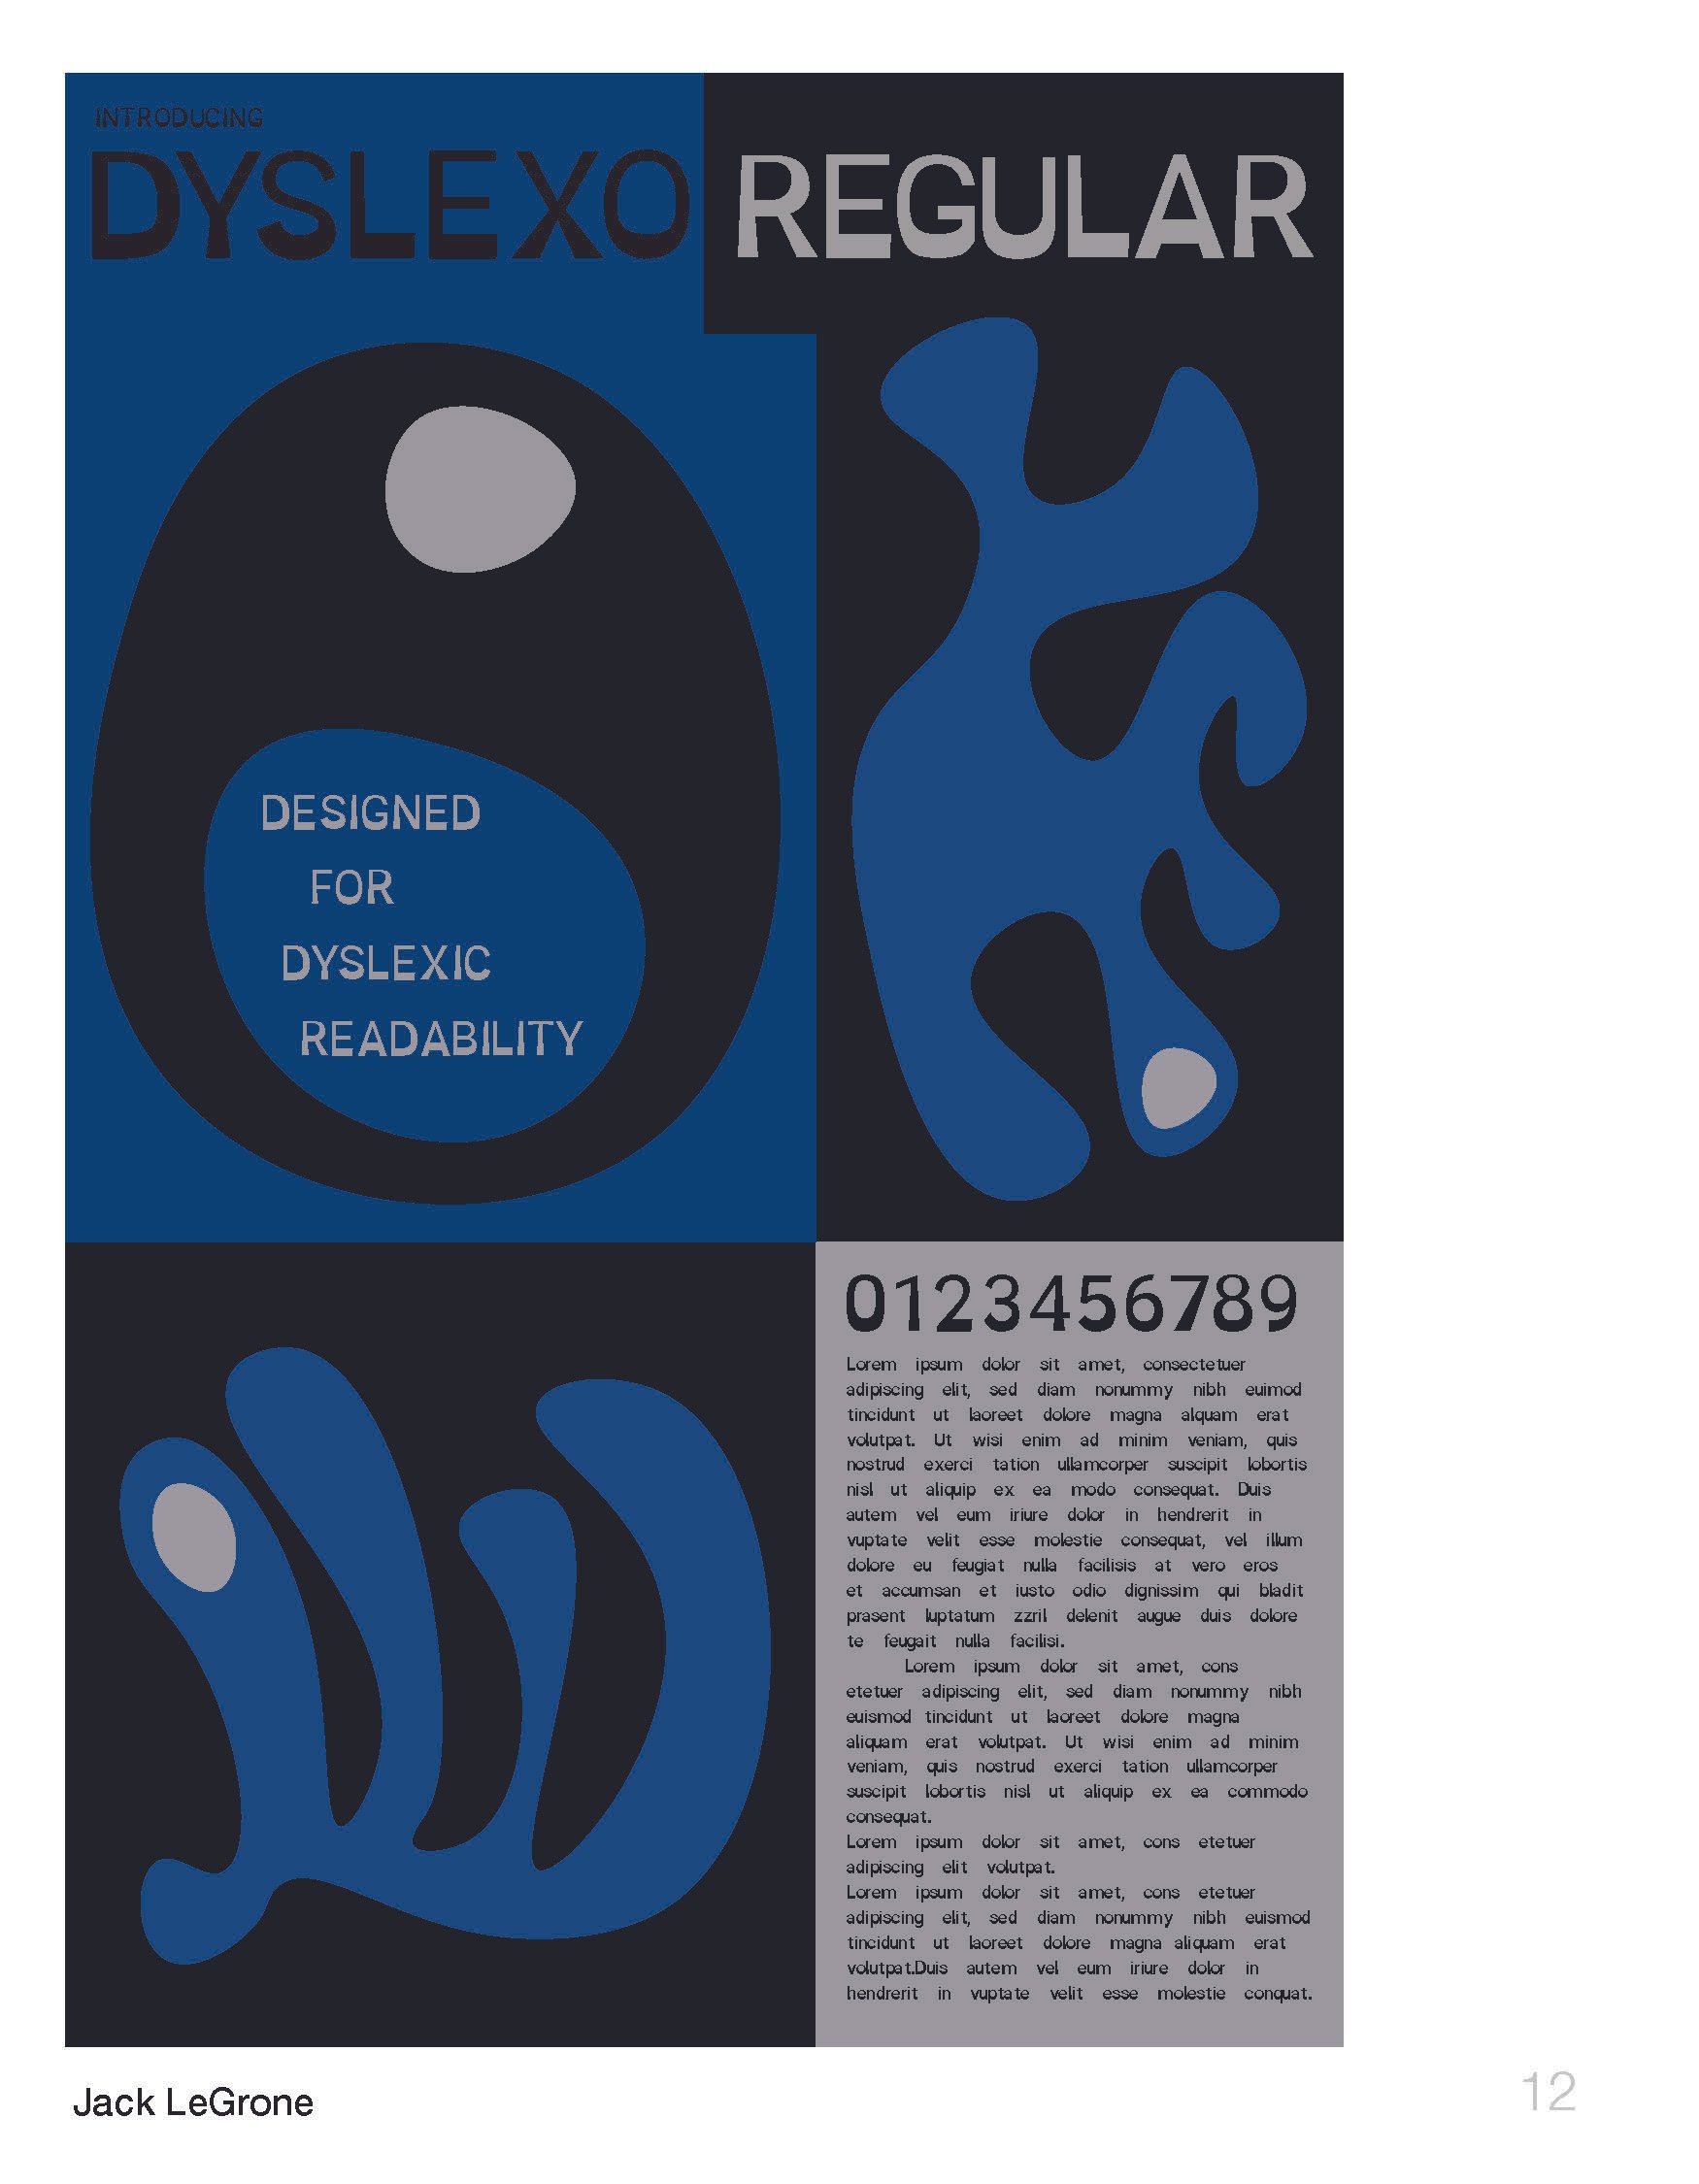 INTRODUCING
DYSLEXO REGULAR
DESIGNED
FOR
DYSLEXIC
READABILITY
0123456789
Lorem ipsum dolor sit amet, consectetuer
adipiscing elit, sed diam nonummy nibh euimod
tincidunt ut laoreet dolore magna alquam erat
volutpat. Ut wisi enim ad minim veniam, quis
nostrud exerci tation ullamcorper suscipit lobortis
nisl ut aliquip ex ea modo consequat. Duis
autem vel eum iriure dolor in hendrerit in
vuptate velit esse molestie consequat, vel illum
dolore eu feugiat nulla facilisis at vero eros
et accumsan et iusto odio dignissim qui bladit
prasent luptatum zzril delenit augue duis dolore
te feugait nulla facilisi.
Lorem ipsum dolor sit amet, cons
etetuer adipiscing elit, sed diam nonummy nibh
euismod tincidunt ut laoreet dolore magna
aliquam erat volutpat. Ut wisi enim ad minim
veniam, quis nostrud exerci tation ullamcorper
suscipit lobortis nisl ut aliquip ex ea commodo
consequat.
Lorem ipsum dolor sit amet, cons etetuer
adipiscing elit volutpat.
Lorem ipsum dolor sit amet, cons etetuer
adipiscing elit, sed diam nonummy nibh euismod
tincidunt ut laoreet dolore magna aliquam erat
volutpat.Duis autem vel eum iriure dolor in
hendrerit in vuptate velit esse molestie conquat.
Jack LeGrone
12